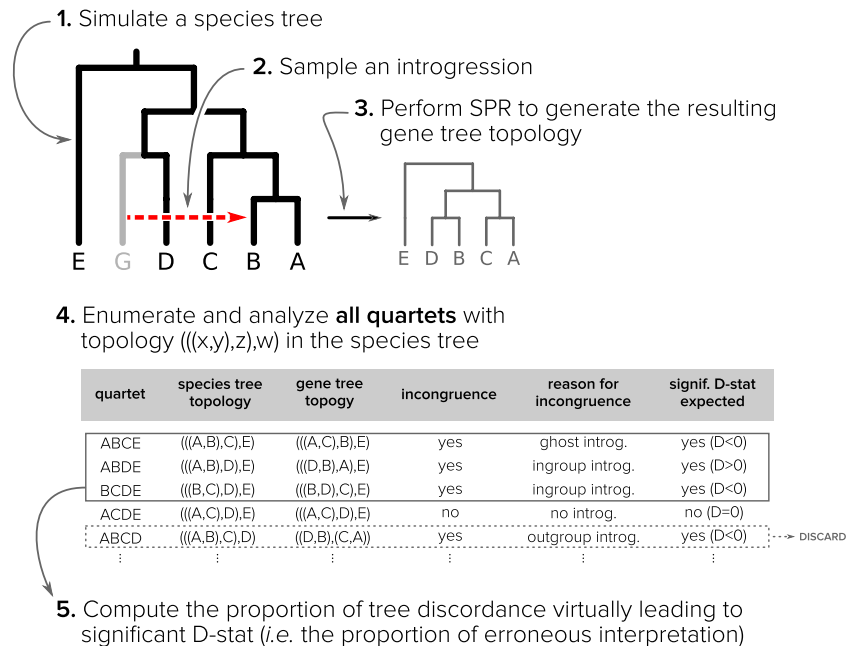 1. Simulate a species tree
2. Sample an introgression
3. Perform SPR to generate the resulting
gene tree topology
E G D C B A
E D B C A
4. Enumerate and analyze all quartets with
topology (((x,y),z),w) in the species tree
quartet species tree topology gene tree topogy incongruence reason for incongruence signif. D-stat expected
ABCE (((A,B),C),E) (((A,C),B),E) yes ghost introg. yes (D<0)
ABDE (((A,B),D),E) (((D,B),A),E) yes ingroup introg. yes (D>0)
BCDE (((B,C),D),E) (((B,D),C),E) yes ingroup introg. yes (D<0)
ACDE (((A,C),D),E) (((A,C),D),E) no no introg. no (D=0)
ABCD (((A,B),C),D) ((D,B),(C,A)) yes outgroup introg. yes (D<0) DISCARD
5. Compute the proportion of tree discordance virtually leading to
significant D-stat (i.e. the proportion of erroneous interpretation)